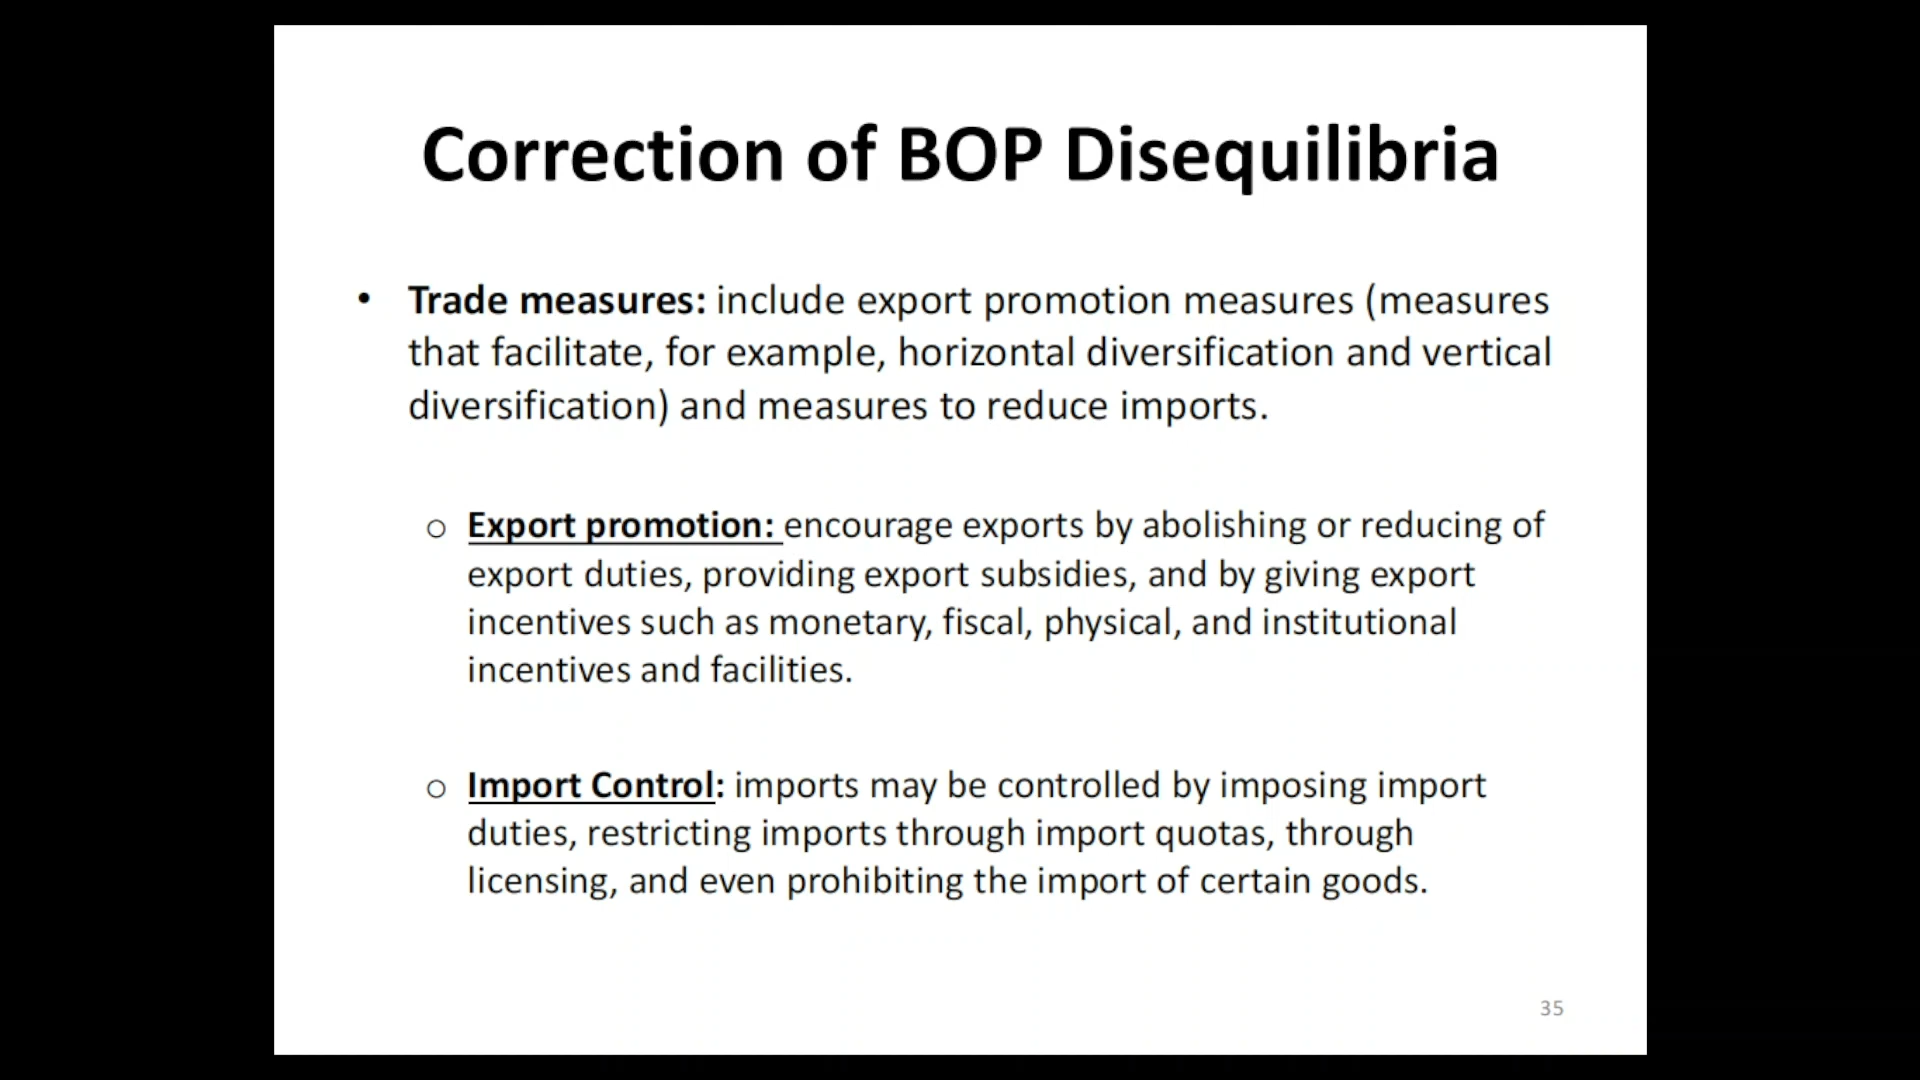 Correction of BOP Disequilibria
• Trade measures: include export promotion measures (measures
that facilitate, for example, horizontal diversification and vertical
diversification) and measures to reduce imports.
o Export promotion: encourage exports by abolishing or reducing of
export duties, providing export subsidies, and by giving export
incentives such as monetary, fiscal, physical, and institutional
incentives and facilities.
o Import Control: imports may be controlled by imposing import
duties, restricting imports through import quotas, through
licensing, and even prohibiting the import of certain goods.
35